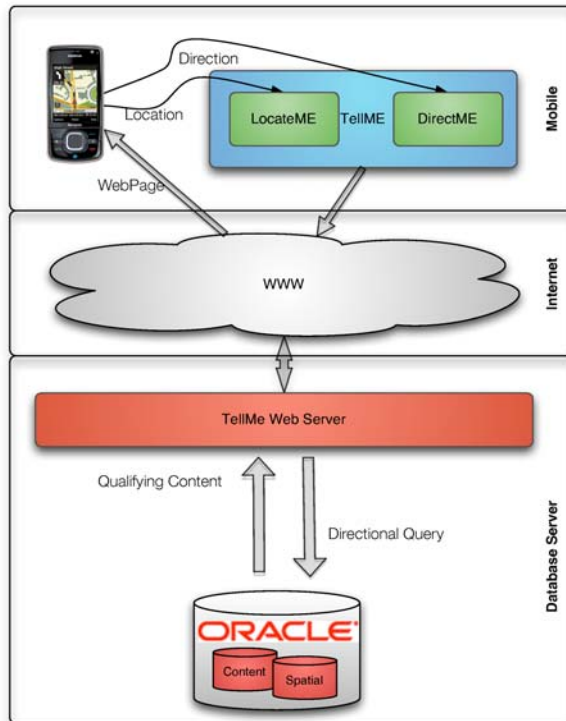 Direction
Location
LocateME
TellME
DirectME
Mobile
WebPage
WWW
Internet
TellMe Web Server
Qualifying Content
Directional Query
ORACLE®
Content
Spatial
Database Server